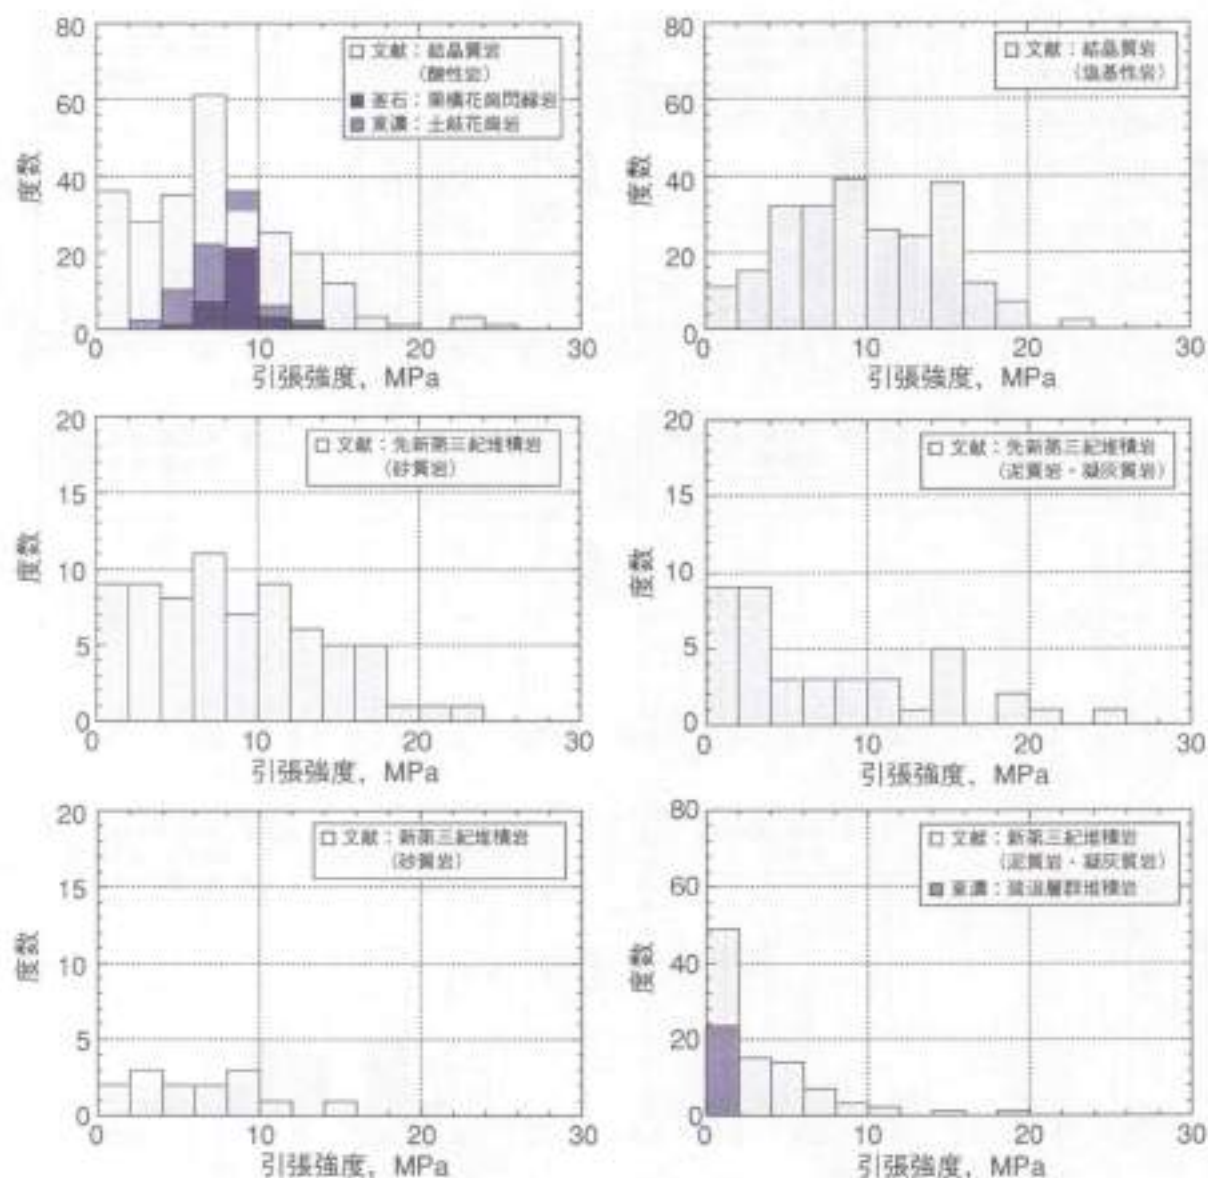 80
60
40
20
0
度数
0 10 20 30
引張強度，MPa
文献：結晶質岩
（酸性岩）
釜石：栗橋花崗閃緑岩
東濃：土岐花崗岩
80
60
40
20
0
度数
0 10 20 30
引張強度，MPa
文献：結晶質岩
（塩基性岩）
20
15
10
5
0
度数
0 10 20 30
引張強度，MPa
文献：先新第三紀堆積岩
（砂質岩）
20
15
10
5
0
度数
0 10 20 30
引張強度，MPa
文献：先新第三紀堆積岩
（泥質岩・凝灰質岩）
20
15
10
5
0
度数
0 10 20 30
引張強度，MPa
文献：新第三紀堆積岩
（砂質岩）
80
60
40
20
0
度数
0 10 20 30
引張強度，MPa
文献：新第三紀堆積岩
（泥質岩・凝灰質岩）
東濃：層群堆積岩